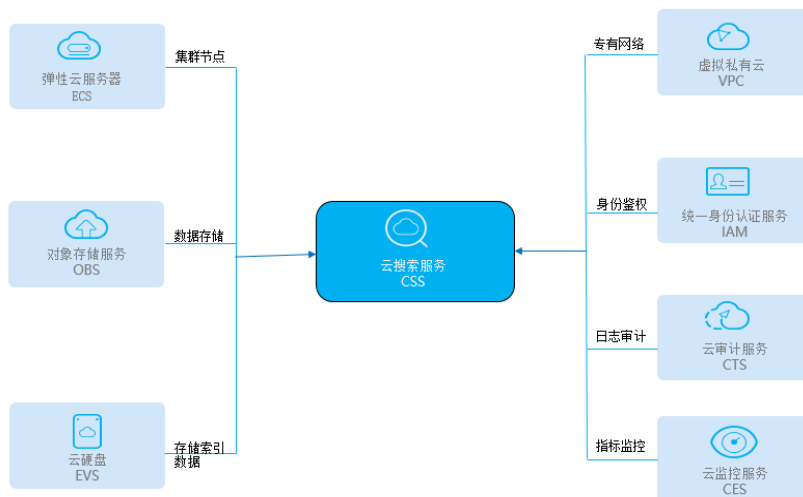 弹性云服务器
ECS
集群节点
对象存储服务
OBS
数据存储
云硬盘
EVS
存储索引
数据
云搜索服务
CSS
专有网络
虚拟私有云
VPC
身份鉴权
统一身份认证服务
IAM
日志审计
云审计服务
CTS
指标监控
云监控服务
CES